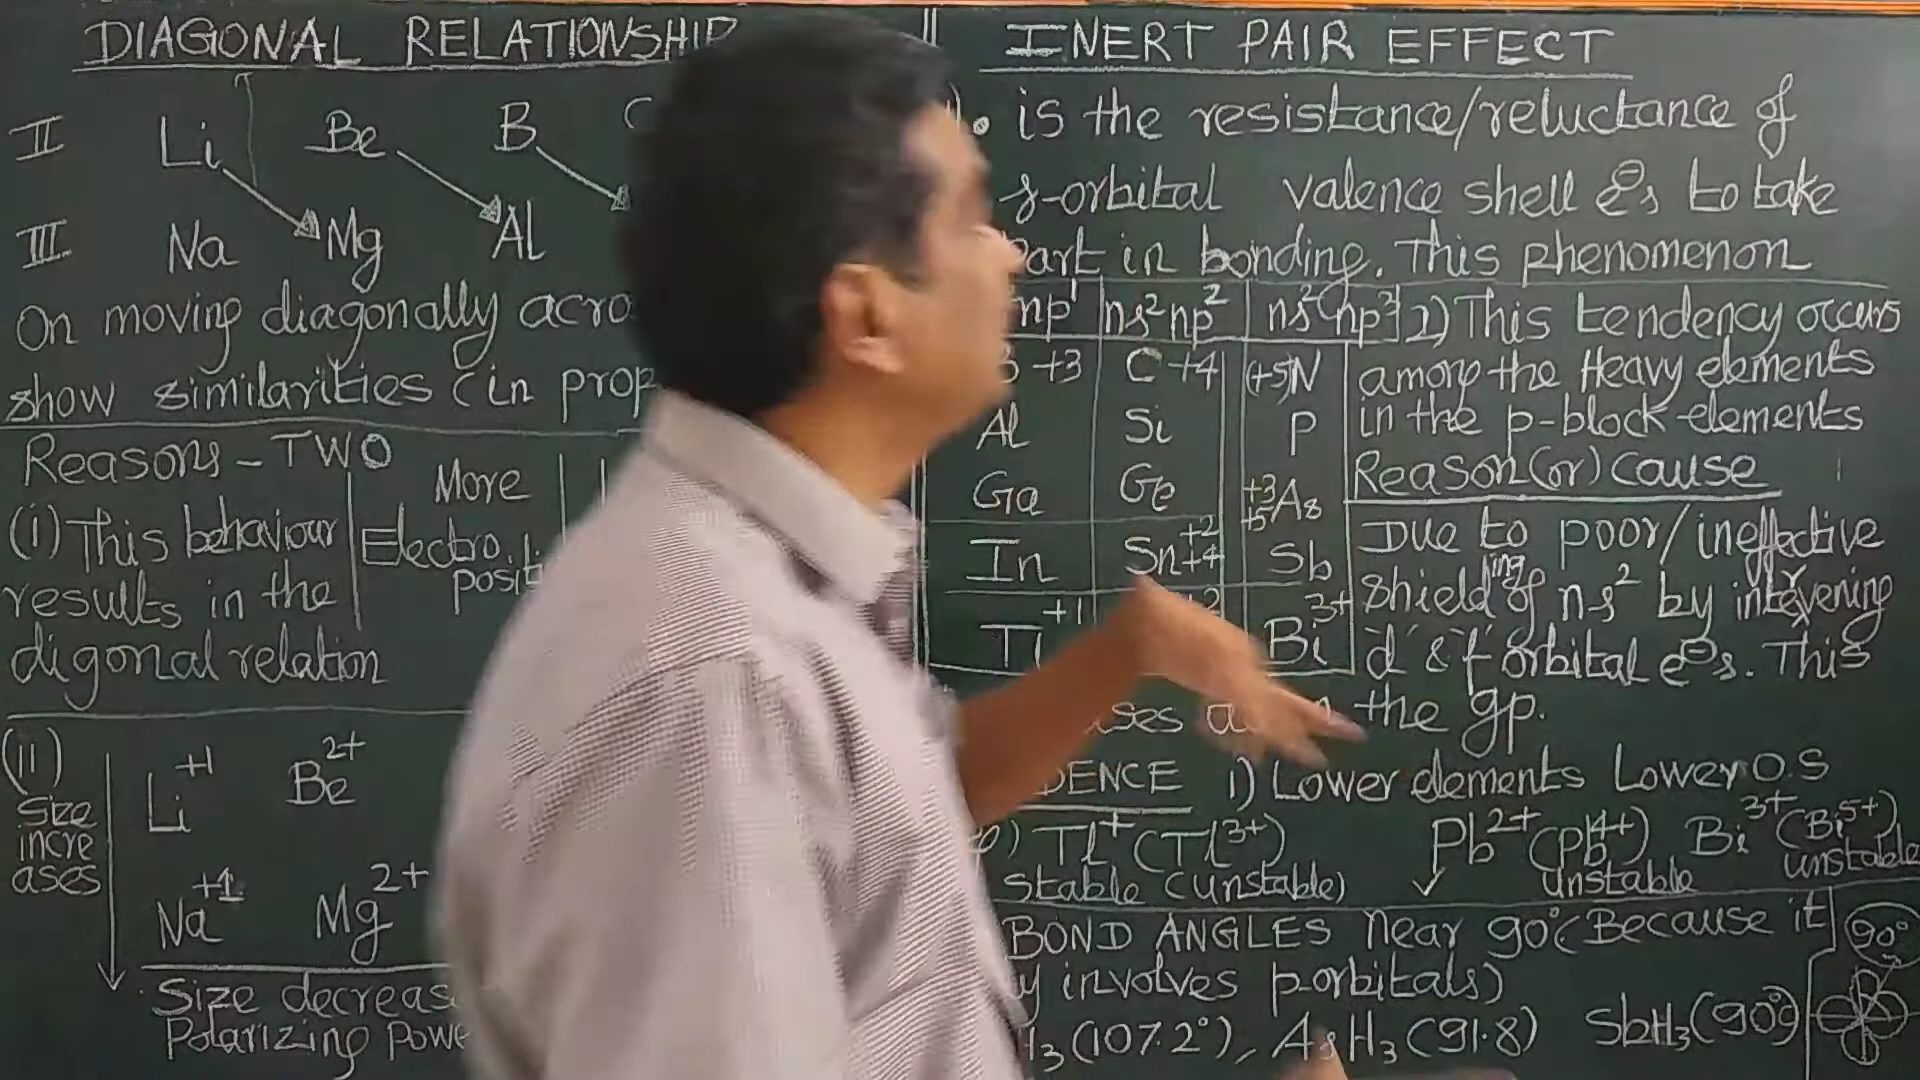 DIAGONAL RELATIONSHIP
II Li Be B C
III Na Mg Al
On moving diagonally acro
show similarities (in prop
Reasons - TWO
(i) This behaviour
results in the
digonal relation
More
Electro
positi
(ii)
Size
incre
ases
Li+1 Be2+
Na+1 Mg2+
Size decreas
Polarizing Powe
INERT PAIR EFFECT
is the resistance/reluctance of
s-orbital valence shell e⊖s to take
part in bonding. This phenomenon
np1 ns2np2 ns2np3
B +3 C +4 (+5)N
Al Si P
Ga Ge +3 +5 As
In Sn +2 +4 Sb
Tl +1 +2 Bi 3+
2) This tendency occurs
among the Heavy elements
in the p-block elements
Reason (or) cause
Due to poor/ineffective
shielding of ns2 by intervening
'd' & 'f' orbital e⊖s. This
the gp.
DENCE 1) Lower elements Lower O.S
Tl+ (Tl3+) Pb2+ (Pb4+) Bi3+ (Bi5+)
stable (unstable) unstable unstable
BOND ANGLES Near 90° (Because it
y involves p-orbitals)
H3 (107.2°), AsH3 (91.8) SbH3 (90°)
90°